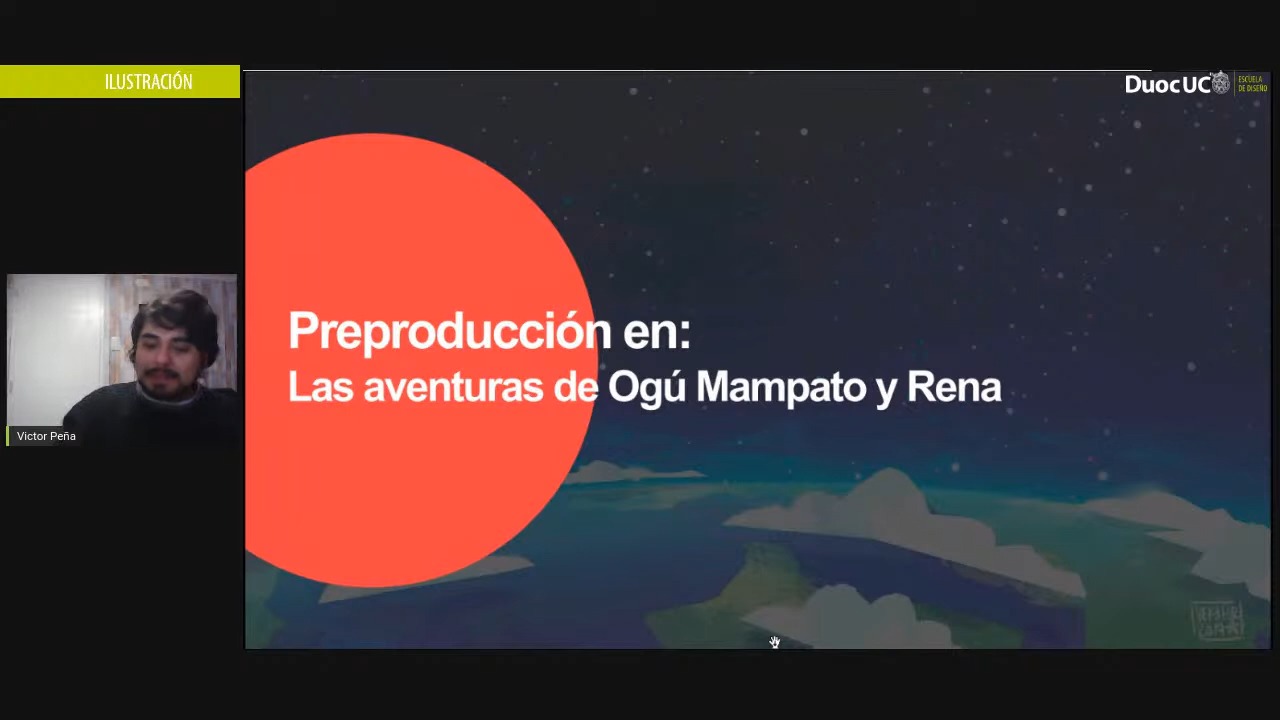 ILUSTRACIÓN
DuocUC
ESCUELA
DE DISEÑO
Preproducción en:
Las aventuras de Ogú Mampato y Rena
Victor Peña